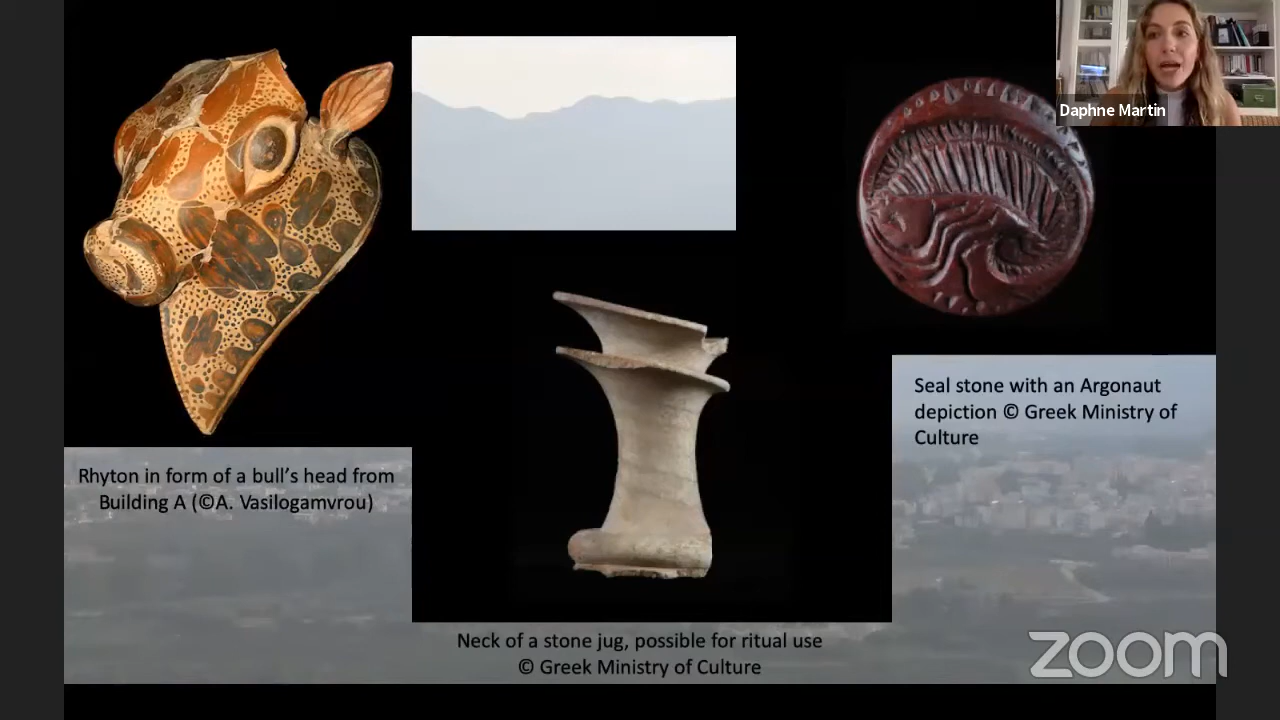 Daphne Martin
Seal stone with an Argonaut
depiction © Greek Ministry of
Culture
Rhyton in form of a bull’s head from
Building A (©A. Vasilogamvrou)
Neck of a stone jug, possible for ritual use
© Greek Ministry of Culture
zoom